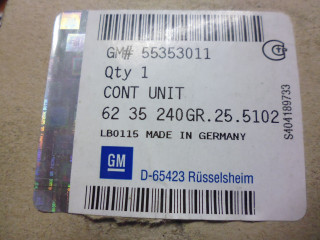 GM# 55353011
Qty 1
CONT UNIT
62 35 240GR.25.5102
LB0115 MADE IN GERMANY
S404189733
GM
D-65423 Rüsselsheim